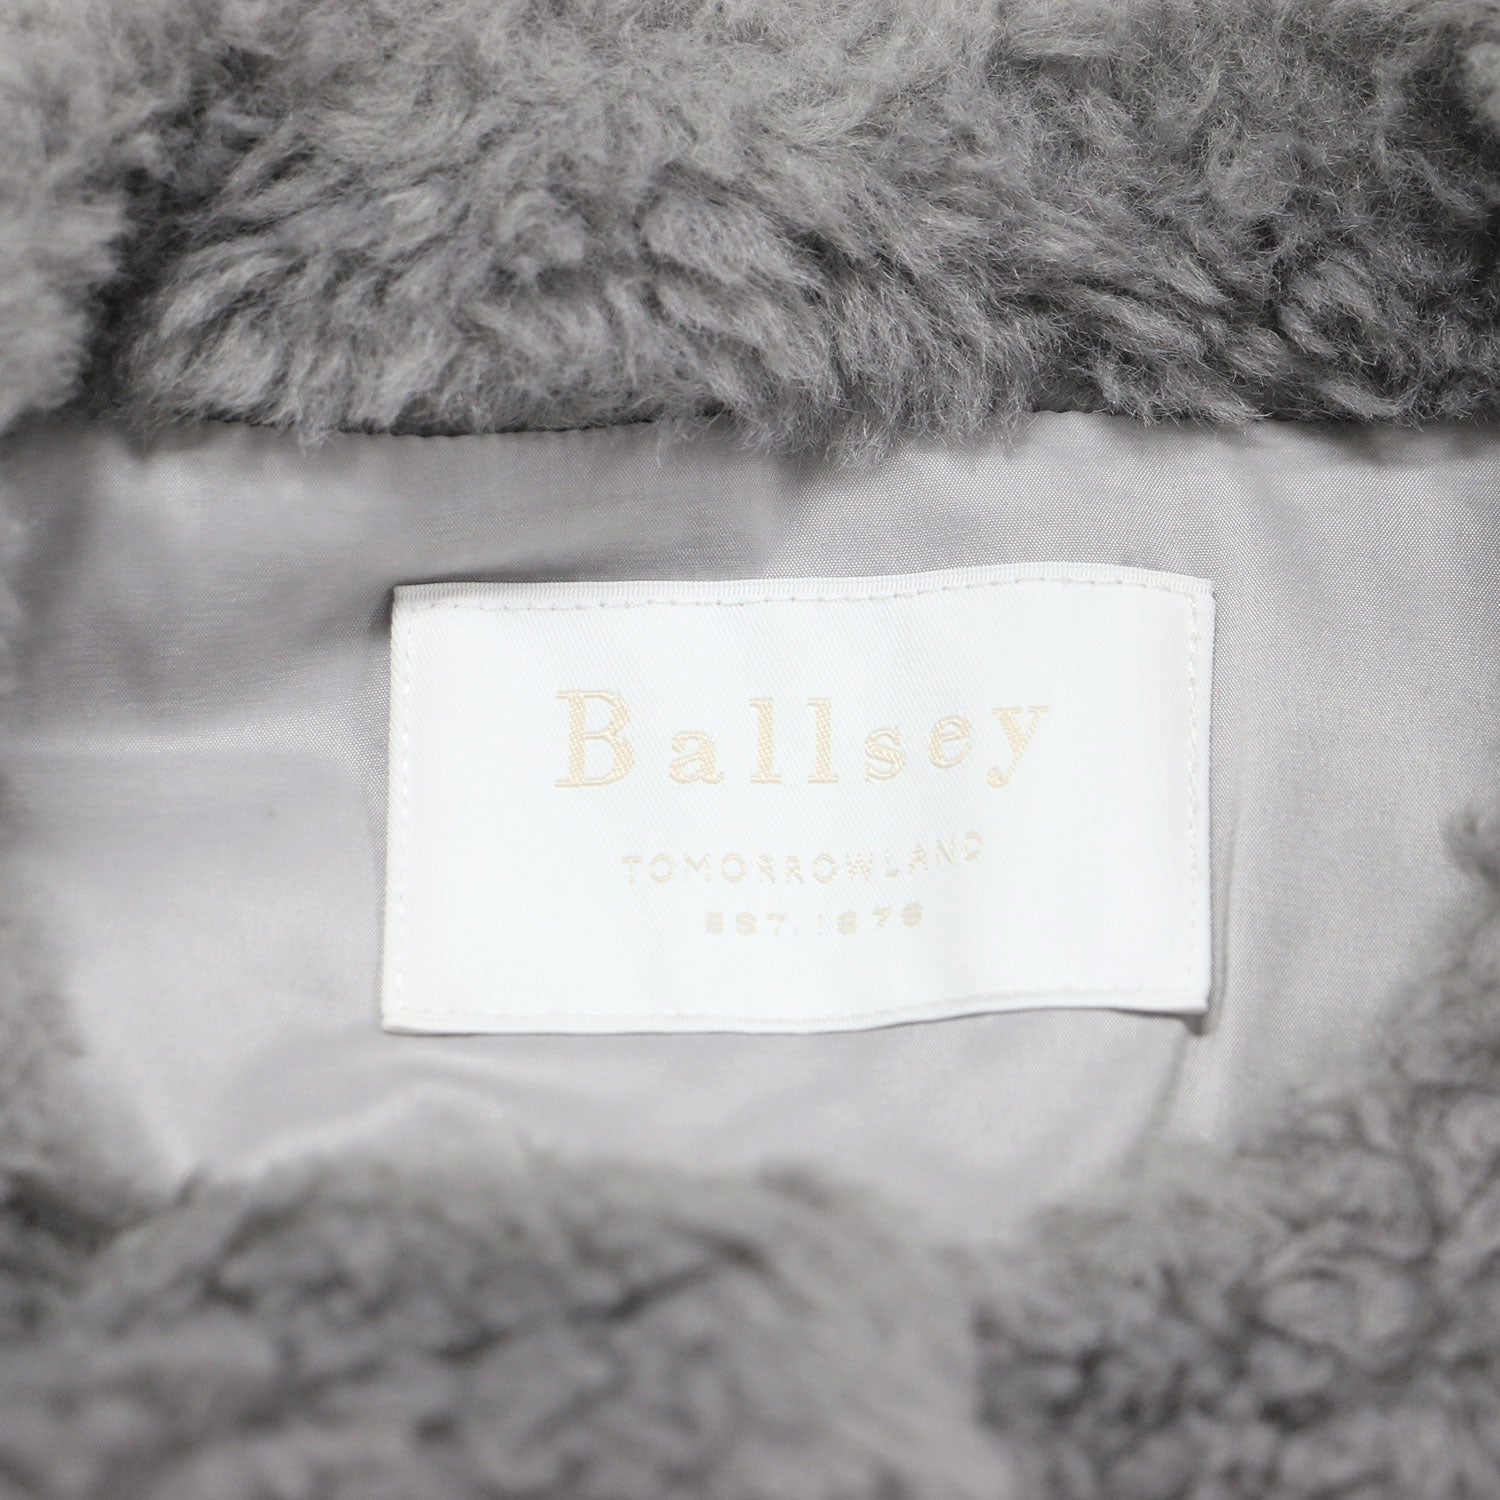 Ballsey
TOMORROWLAND
EST. 1978